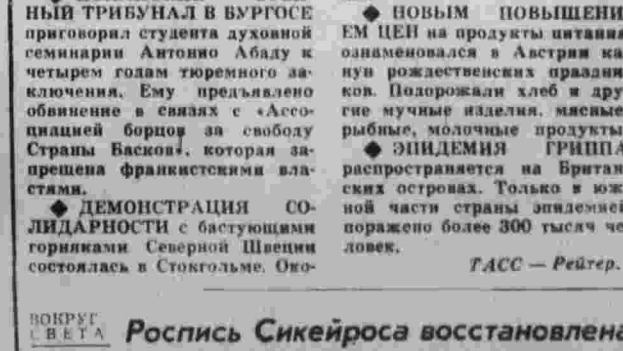 НЫЙ ТРИБУНАЛ В БУРГОСЕ
приговорил студента духовной
семинарии Антонио Абаду к
четырем годам тюремного за-
ключения. Ему предъявлено
обвинение в связях с «Ассо-
циацией борцов за свободу
Страны Басков», которая за-
прещена франкистскими вла-
стями.
◆ ДЕМОНСТРАЦИЯ СО-
ЛИДАРНОСТИ с бастующими
горняками Северной Швеции
состоялась в Стокгольме. Око-
◆ НОВЫМ ПОВЫШЕНИ
ЕМ ЦЕН на продукты питания
ознаменовался в Австрии ка
нун рождественских праздни
ков. Подорожали хлеб и дру
гие мучные изделия, мясные
рыбные, молочные продукты
◆ ЭПИДЕМИЯ ГРИППА
распространяется на Британ
ских островах. Только в юж
ной части страны эпидемией
поражено более 300 тысяч че
ловек.
ТАСС — Рейтер.
ВОКРУГ
СВЕТА
Роспись Сикейроса восстановлена